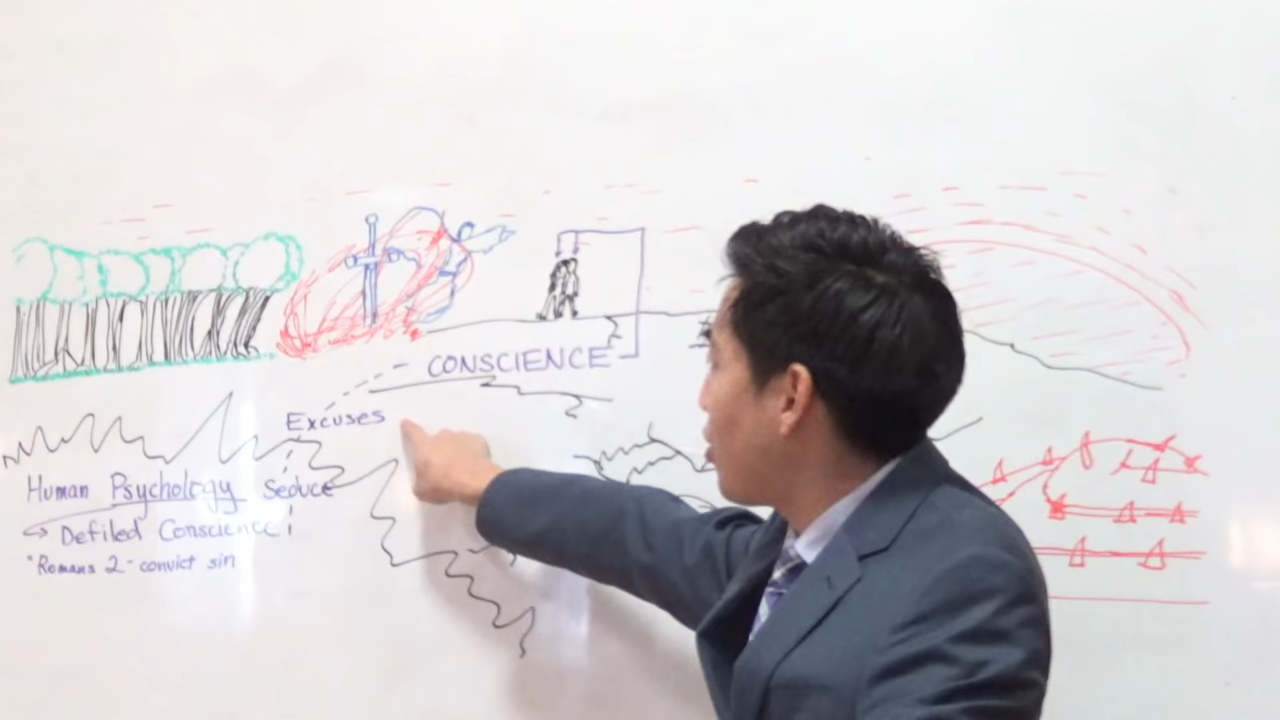 CONSCIENCE
Excuses
Human Psychology Seduce
Defiled Conscience
*Romans 2 - convict sin